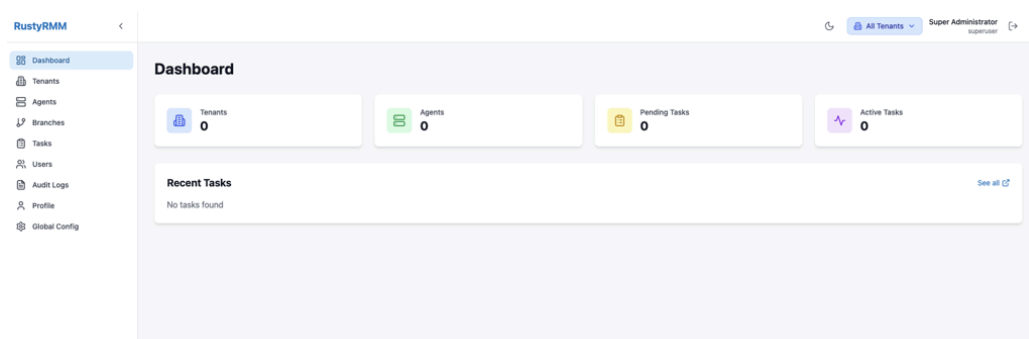 RustyRMM
All Tenants
Super Administrator
superuser
Dashboard
Tenants
Agents
Branches
Tasks
Users
Audit Logs
Profile
Global Config
Dashboard
Tenants
0
Agents
0
Pending Tasks
0
Active Tasks
0
Recent Tasks
See all
No tasks found